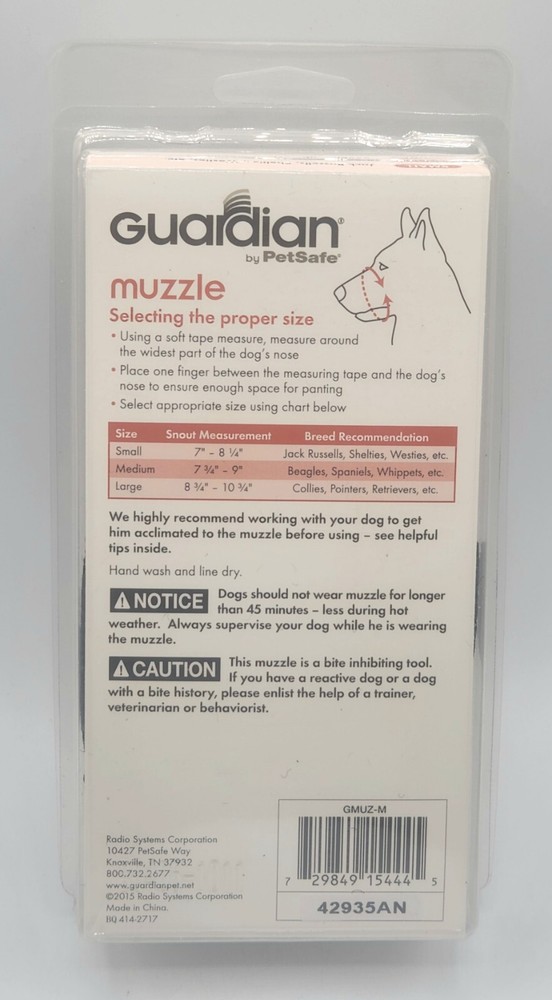 Guardian®
by PetSafe®
muzzle
Selecting the proper size
• Using a soft tape measure, measure around
the widest part of the dog's nose
• Place one finger between the measuring tape and the dog's
nose to ensure enough space for panting
• Select appropriate size using chart below
Size Snout Measurement Breed Recommendation
Small 7" - 8 ¼" Jack Russells, Shelties, Westies, etc.
Medium 7 ¾" - 9" Beagles, Spaniels, Whippets, etc.
Large 8 ¾" - 10 ¾" Collies, Pointers, Retrievers, etc.
We highly recommend working with your dog to get
him acclimated to the muzzle before using – see helpful
tips inside.
Hand wash and line dry.
NOTICE Dogs should not wear muzzle for longer
than 45 minutes – less during hot
weather. Always supervise your dog while he is wearing
the muzzle.
CAUTION This muzzle is a bite inhibiting tool.
If you have a reactive dog or a dog
with a bite history, please enlist the help of a trainer,
veterinarian or behaviorist.
Radio Systems Corporation
10427 PetSafe Way
Knoxville, TN 37932
800.732.2677
www.guardianpet.net
©2015 Radio Systems Corporation
Made in China.
BQ 414-2717
GMUZ-M
7 29849 15444 5
42935AN